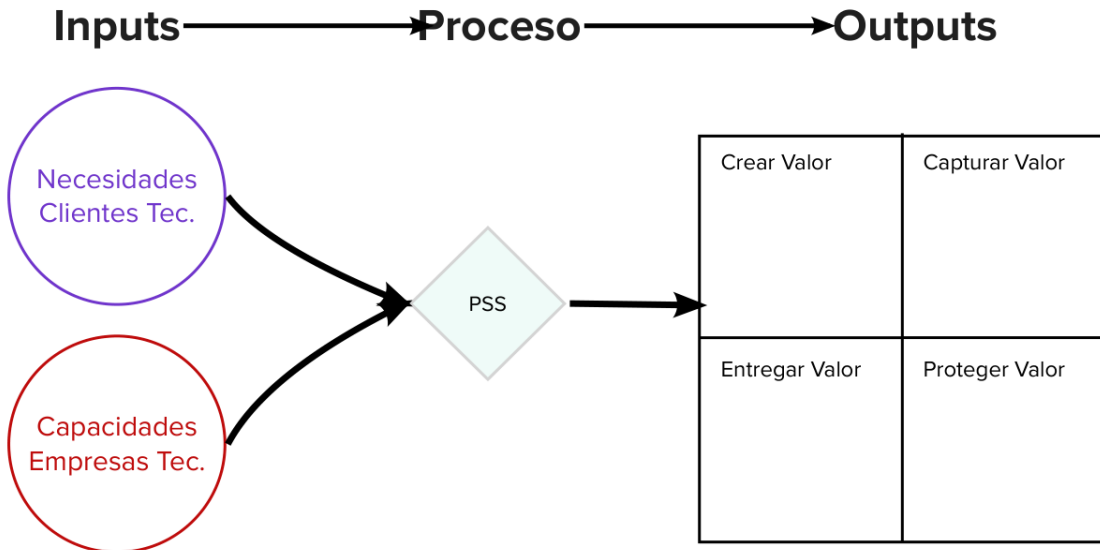 Inputs
Proceso
Outputs
Necesidades
Clientes Tec.
Capacidades
Empresas Tec.
PSS
Crear Valor
Capturar Valor
Entregar Valor
Proteger Valor